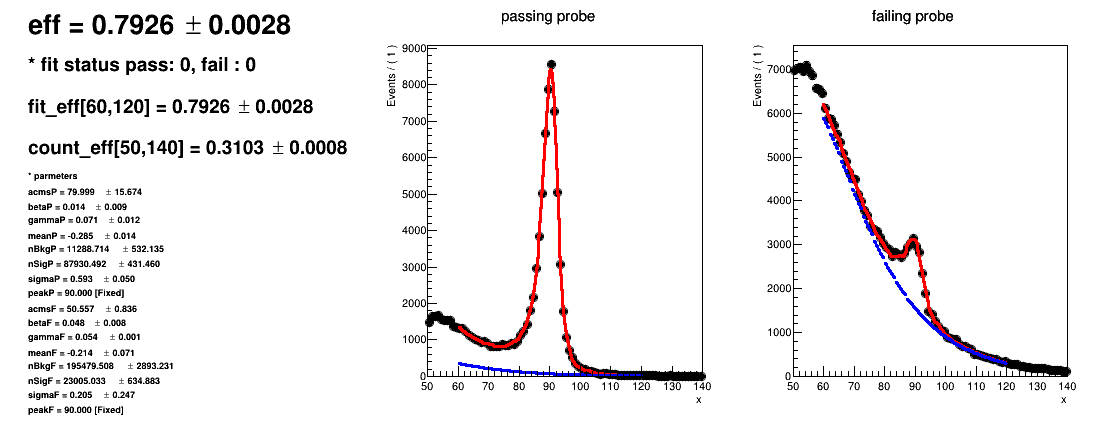 eff = 0.7926 ± 0.0028
* fit status pass: 0, fail : 0
fit_eff[60,120] = 0.7926 ± 0.0028
count_eff[50,140] = 0.3103 ± 0.0008
* parmeters
acmsP = 79.999 ± 15.674
betaP = 0.014 ± 0.009
gammaP = 0.071 ± 0.012
meanP = -0.285 ± 0.014
nBkgP = 11288.714 ± 532.135
nSigP = 87930.492 ± 431.460
sigmaP = 0.593 ± 0.050
peakP = 90.000 [Fixed]
acmsF = 50.557 ± 0.836
betaF = 0.048 ± 0.008
gammaF = 0.054 ± 0.001
meanF = -0.214 ± 0.071
nBkgF = 195479.508 ± 2893.231
nSigF = 23005.033 ± 634.883
sigmaF = 0.205 ± 0.247
peakF = 90.000 [Fixed]
passing probe
Events / ( 1 )
9000
8000
7000
6000
5000
4000
3000
2000
1000
0
50 60 70 80 90 100 110 120 130 140
x
failing probe
Events / ( 1 )
7000
6000
5000
4000
3000
2000
1000
0
50 60 70 80 90 100 110 120 130 140
x